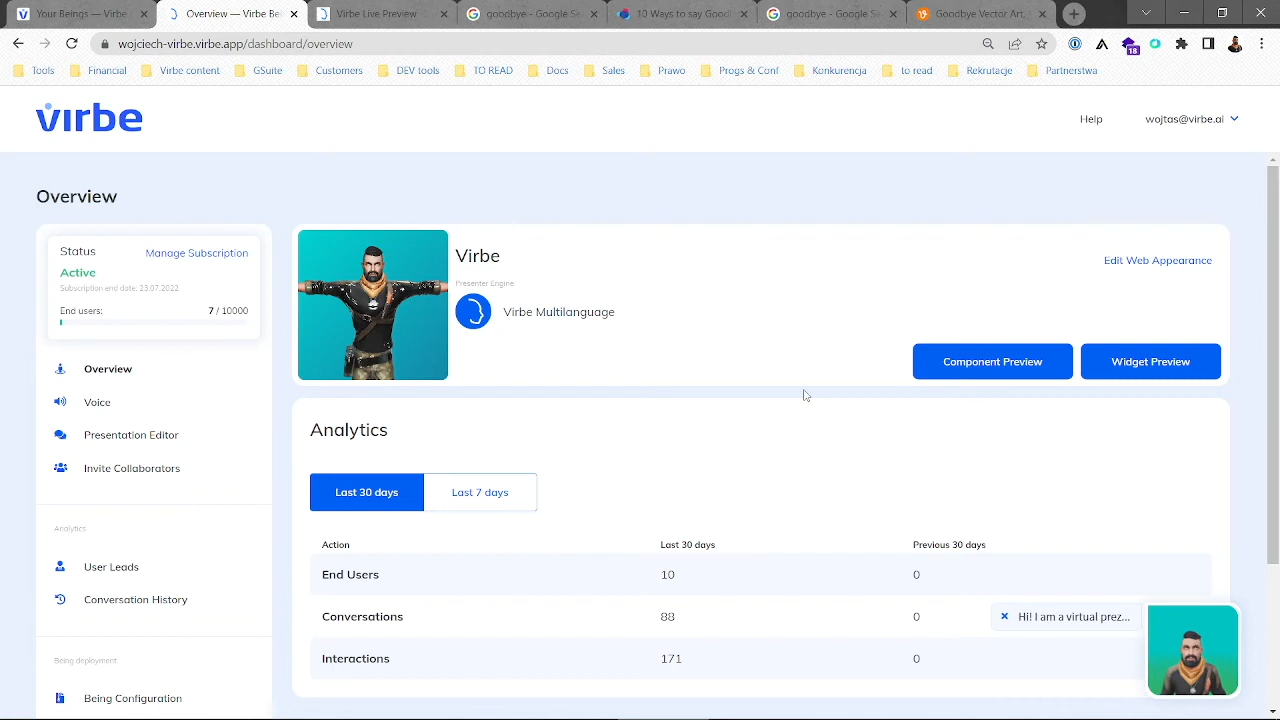 Your Beings - Virbe
Overview - Virbe Be
Virbe Live Preview
goodbye - Google Se
10 Ways to say Good
goodbye - Google Se
Goodbye Vector Art,
wojciech-virbe.virbe.app/dashboard/overview
18
Tools
Financial
Virbe content
GSuite
Customers
DEV tools
TO READ
Docs
Sales
Prawo
Progs & Conf
Konkurencja
to read
Rekrutacje
Partnerstwa
virbe
Help
wojtas@virbe.ai
Overview
Status
Manage Subscription
Active
Subscription end date: 23.07.2022
End users: 7 / 10000
Overview
Voice
Presentation Editor
Invite Collaborators
Analytics
User Leads
Conversation History
Being deployment
Being Configuration
Virbe
Edit Web Appearance
Presenter Engine
Virbe Multilanguage
Component Preview
Widget Preview
Analytics
Last 30 days
Last 7 days
Action Last 30 days Previous 30 days
End Users 10 0
Conversations 88 0
Interactions 171 0
Hi! I am a virtual prez...